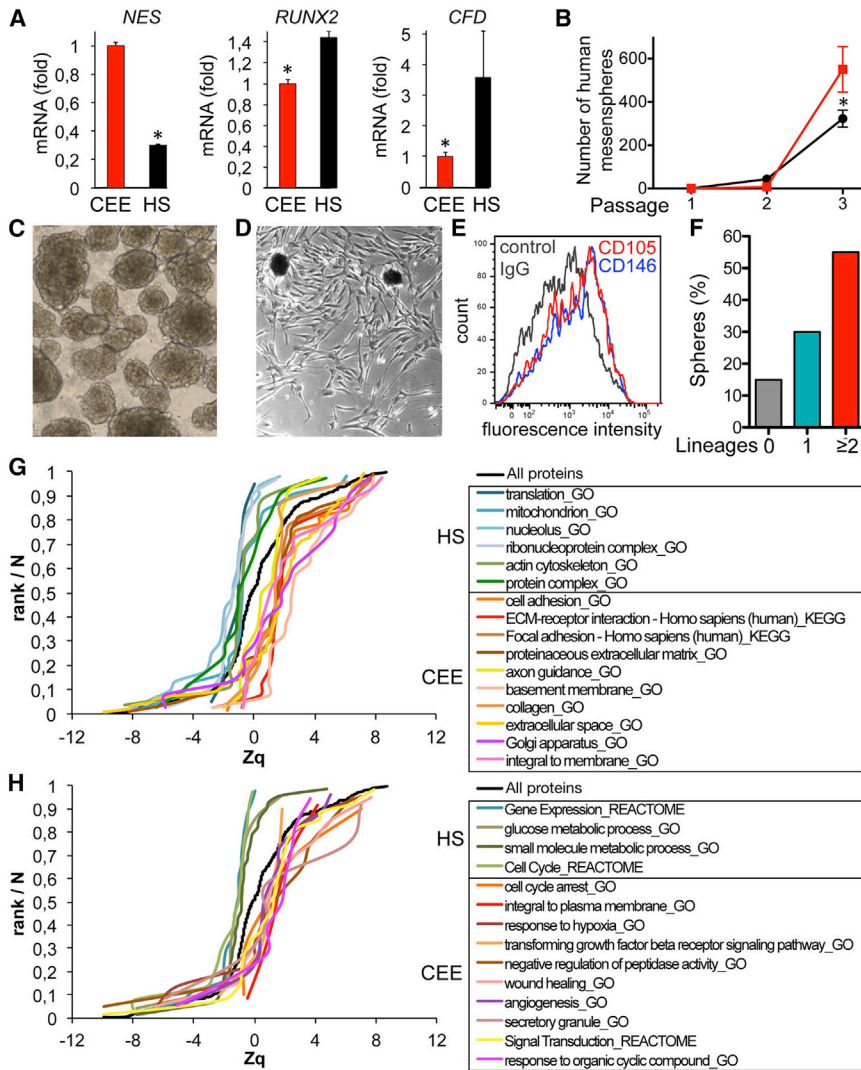 A
NES
RUNX2
CFD
mRNA (fold)
1
0,8
0,6
0,4
0,2
0
*
CEE HS
mRNA (fold)
1,4
1,2
1
0,8
0,6
0,4
0,2
0
*
CEE HS
mRNA (fold)
5
4
3
2
1
0
*
CEE HS
B
Number of human
mesenspheres
600
400
200
0
*
1 2 3
Passage
C
D
E
control
IgG
CD105
CD146
count
100
80
60
40
20
0
0 10² 10³ 10⁴ 10⁵
fluorescence intensity
F
Spheres (%)
60
50
40
30
20
10
0
Lineages 0 1 ≥2
G
rank / N
1
0,9
0,8
0,7
0,6
0,5
0,4
0,3
0,2
0,1
0
-12 -8 -4 0 4 8 12
Zq
All proteins
HS
translation_GO
mitochondrion_GO
nucleolus_GO
ribonucleoprotein complex_GO
actin cytoskeleton_GO
protein complex_GO
CEE
cell adhesion_GO
ECM-receptor interaction - Homo sapiens (human)_KEGG
Focal adhesion - Homo sapiens (human)_KEGG
proteinaceous extracellular matrix_GO
axon guidance_GO
basement membrane_GO
collagen_GO
extracellular space_GO
Golgi apparatus_GO
integral to membrane_GO
H
rank / N
1
0,9
0,8
0,7
0,6
0,5
0,4
0,3
0,2
0,1
0
-12 -8 -4 0 4 8 12
Zq
All proteins
HS
Gene Expression_REACTOME
glucose metabolic process_GO
small molecule metabolic process_GO
Cell Cycle_REACTOME
CEE
cell cycle arrest_GO
integral to plasma membrane_GO
response to hypoxia_GO
transforming growth factor beta receptor signaling pathway_GO
negative regulation of peptidase activity_GO
wound healing_GO
angiogenesis_GO
secretory granule_GO
Signal Transduction_REACTOME
response to organic cyclic compound_GO